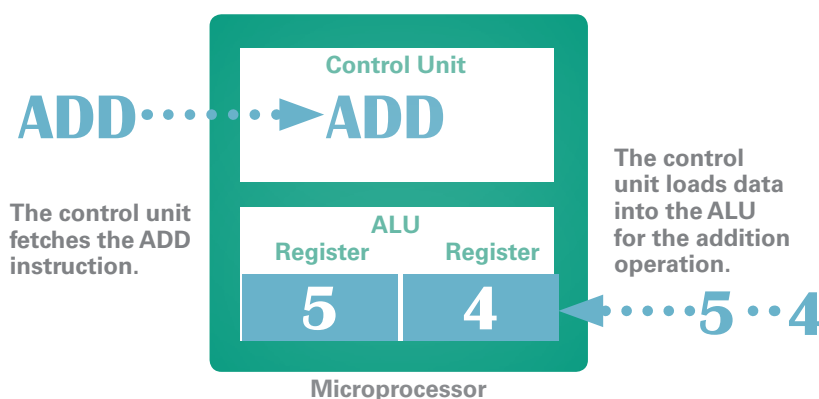 Control Unit
ADD ADD
The control unit
fetches the ADD
instruction.
ALU
Register Register
5 4
The control
unit loads data
into the ALU
for the addition
operation.
5 4
Microprocessor